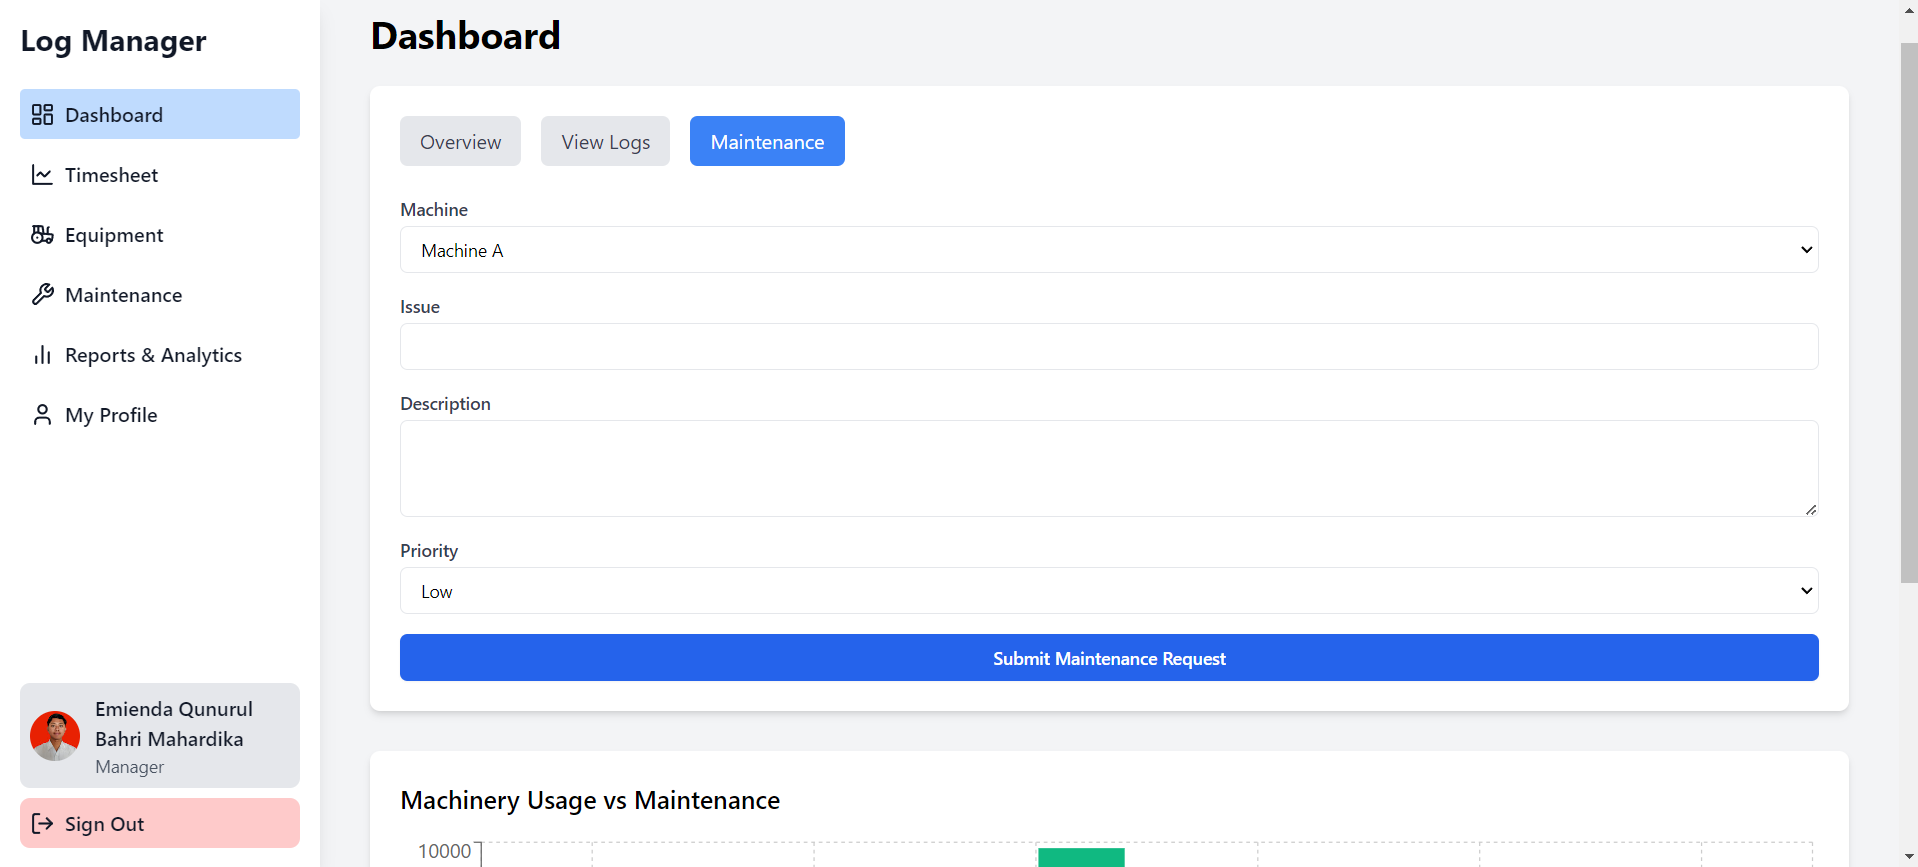 Log Manager
Dashboard
Timesheet
Equipment
Maintenance
Reports & Analytics
My Profile
Emienda Qunurul
Bahri Mahardika
Manager
Sign Out
Dashboard
Overview
View Logs
Maintenance
Machine
Machine A
Issue
Description
Priority
Low
Submit Maintenance Request
Machinery Usage vs Maintenance
10000